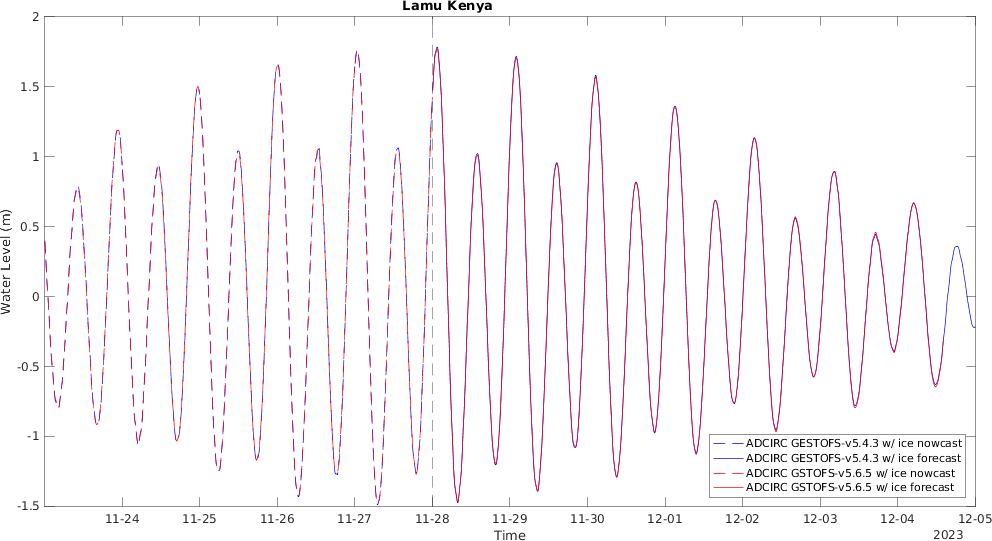 Lamu Kenya
2
1.5
1
0.5
0
-0.5
-1
-1.5
Water Level (m)
11-24 11-25 11-26 11-27 11-28 11-29 11-30 12-01 12-02 12-03 12-04 12-05
Time
2023
ADCIRC GESTOFS-v5.4.3 w/ ice nowcast
ADCIRC GESTOFS-v5.4.3 w/ ice forecast
ADCIRC GSTOFS-v5.6.5 w/ ice nowcast
ADCIRC GSTOFS-v5.6.5 w/ ice forecast